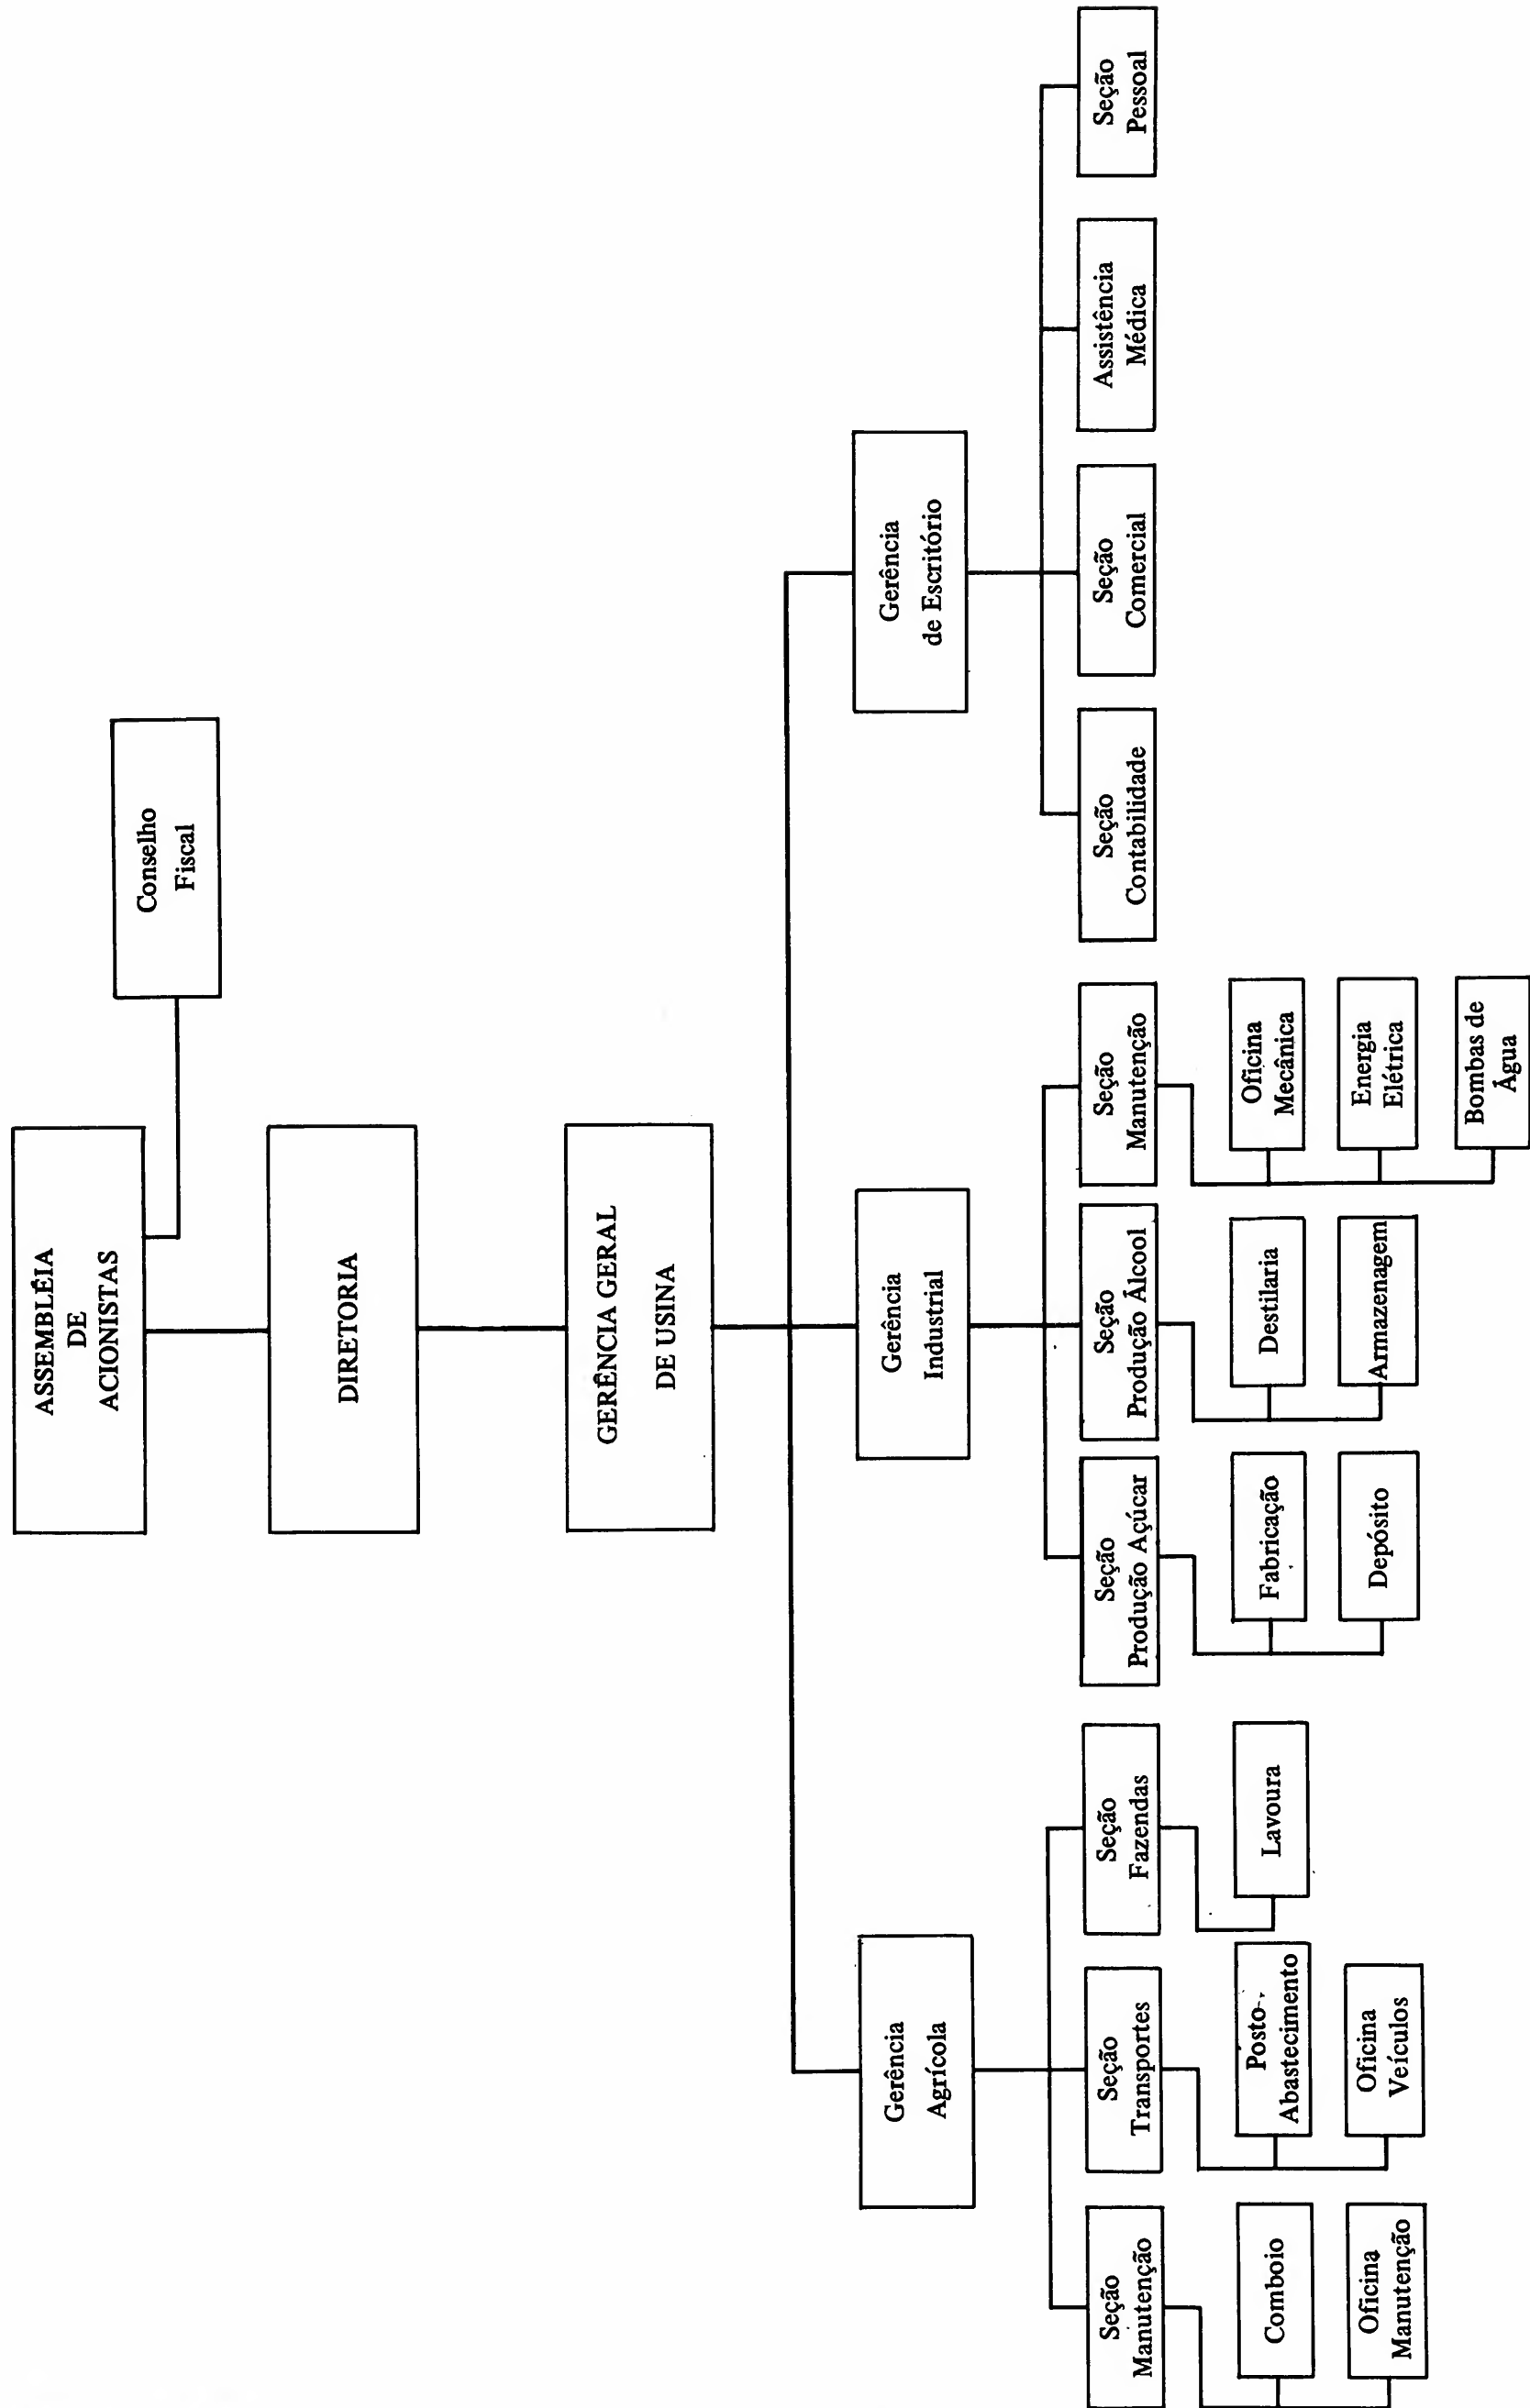 ASSEMBLÉIA
DE
ACIONISTAS
Conselho
Fiscal
DIRETORIA
GERÊNCIA GERAL
DE USINA
Gerência
Agrícola
Gerência
Industrial
Gerência
de Escritório
Seção
Manutenção
Seção
Transportes
Seção
Fazendas
Seção
Produção Açúcar
Seção
Produção Álcool
Seção
Manutenção
Seção
Contabilidade
Seção
Comercial
Assistência
Médica
Seção
Pessoal
Comboio
Oficina
Manutenção
Posto
Abastecimento
Oficina
Veículos
Lavoura
Fabricação
Depósito
Destilaria
Armazenagem
Oficina
Mecânica
Energia
Elétrica
Bombas de
Água